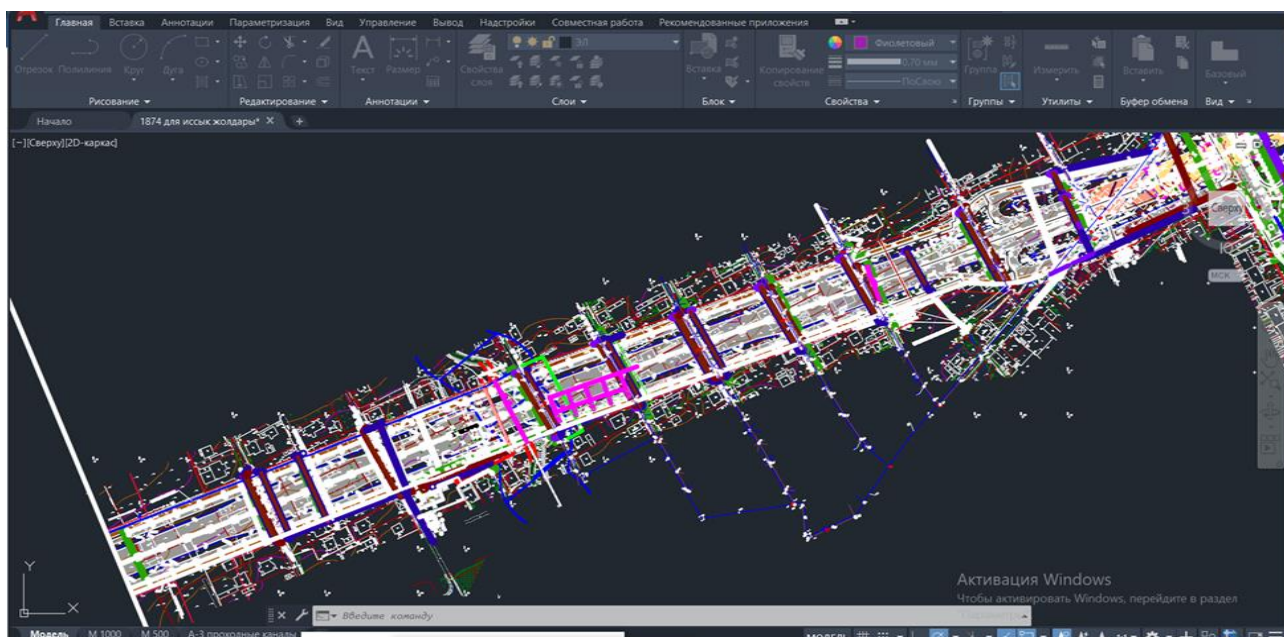 Главная Вставка Аннотации Параметризация Вид Управление Вывод Надстройки Совместная работа Рекомендованные приложения
ЭЛ
Фиолетовый
0.70 мм
ПоСлою
Отрезок Полилиния Круг Дуга
Текст Размер
Свойства слоя
Вставка
Копирование свойств
Группа
Измерить
Вставить
Базовый
Рисование Редактирование Аннотации Слои Блок Свойства Группы Утилиты Буфер обмена Вид
Начало 1874 для иссык жолдары* +
[−][Сверху][2D-каркас]
Сверху
Ю
МСК
Y
X
Активация Windows
Чтобы активировать Windows, перейдите в раздел
Введите команду
Модель М 1000 М 500 А-3 проходные каналы
МОДЕЛЬ